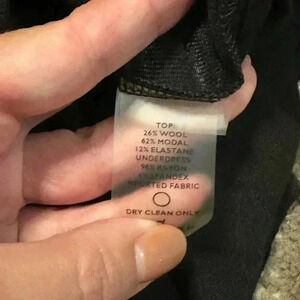 TOP:
26% WOOL
62% MODAL
12% ELASTANE
UNDERDRESS
96% RAYON
SPANDEX
FABRIC
DRY CLEAN ONLY